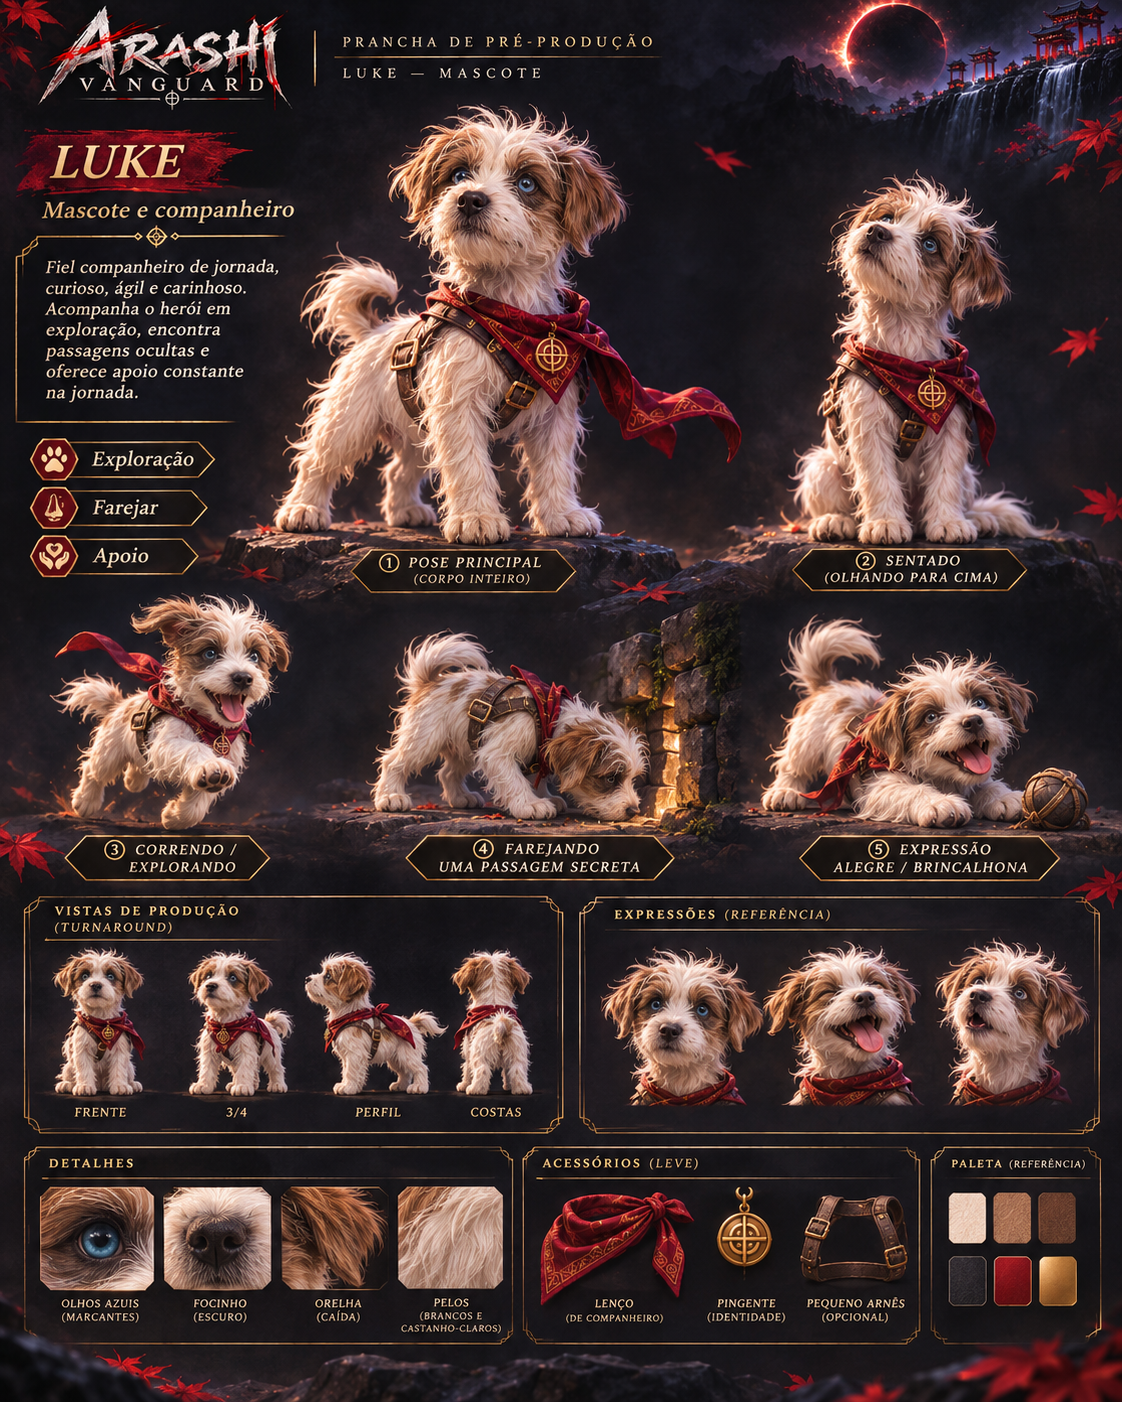 ARASHI
VANGUARD
PRANCHA DE PRÉ-PRODUÇÃO
LUKE — MASCOTE
LUKE
Mascote e companheiro
Fiel companheiro de jornada,
curioso, ágil e carinhoso.
Acompanha o herói em
exploração, encontra
passagens ocultas e
oferece apoio constante
na jornada.
Exploração
Farejar
Apoio
1 POSE PRINCIPAL
(CORPO INTEIRO)
2 SENTADO
(OLHANDO PARA CIMA)
3 CORRENDO /
EXPLORANDO
4 FAREJANDO
UMA PASSAGEM SECRETA
5 EXPRESSÃO
ALEGRE / BRINCALHONA
VISTAS DE PRODUÇÃO
(TURNAROUND)
FRENTE
3/4
PERFIL
COSTAS
EXPRESSÕES (REFERÊNCIA)
DETALHES
OLHOS AZUIS
(MARCANTES)
FOCINHO
(ESCURO)
ORELHA
(CAÍDA)
PELOS
(BRANCOS E
CASTANHO-CLAROS)
ACESSÓRIOS (LEVE)
LENÇO
(DE COMPANHEIRO)
PINGENTE
(IDENTIDADE)
PEQUENO ARNÊS
(OPCIONAL)
PALETA (REFERÊNCIA)